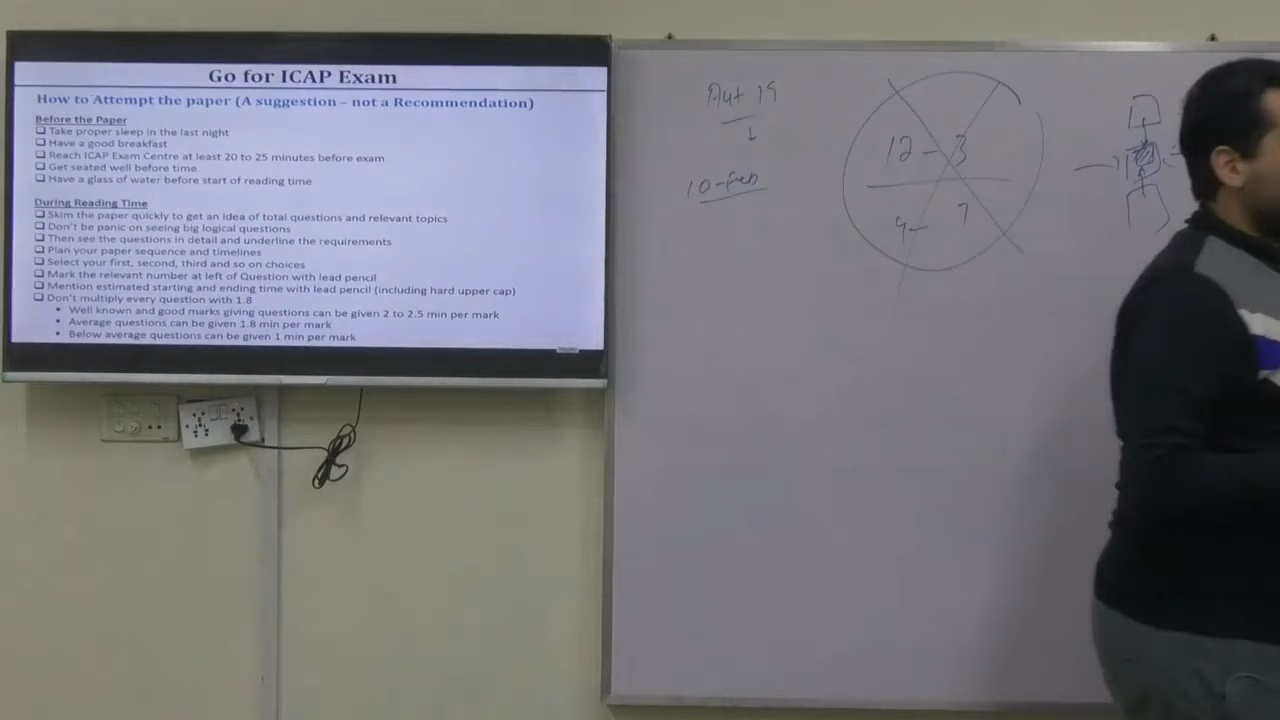 Go for ICAP Exam
How to Attempt the paper (A suggestion – not a Recommendation)
Before the Paper
Take proper sleep in the last night
Have a good breakfast
Reach ICAP Exam Centre at least 20 to 25 minutes before exam
Get seated well before time
Have a glass of water before start of reading time
During Reading Time
Skim the paper quickly to get an idea of total questions and relevant topics
Don't be panic on seeing big logical questions
Then see the questions in detail and underline the requirements
Plan your paper sequence and timelines
Select your first, second, third and so on choices
Mark the relevant number at left of Question with lead pencil
Mention estimated starting and ending time with lead pencil (including hard upper cap)
Don't multiply every question with 1.8
Well known and good marks giving questions can be given 2 to 2.5 min per mark
Average questions can be given 1.8 min per mark
Below average questions can be given 1 min per mark
Aut 19
10-Feb
12 – 3
4 – 7